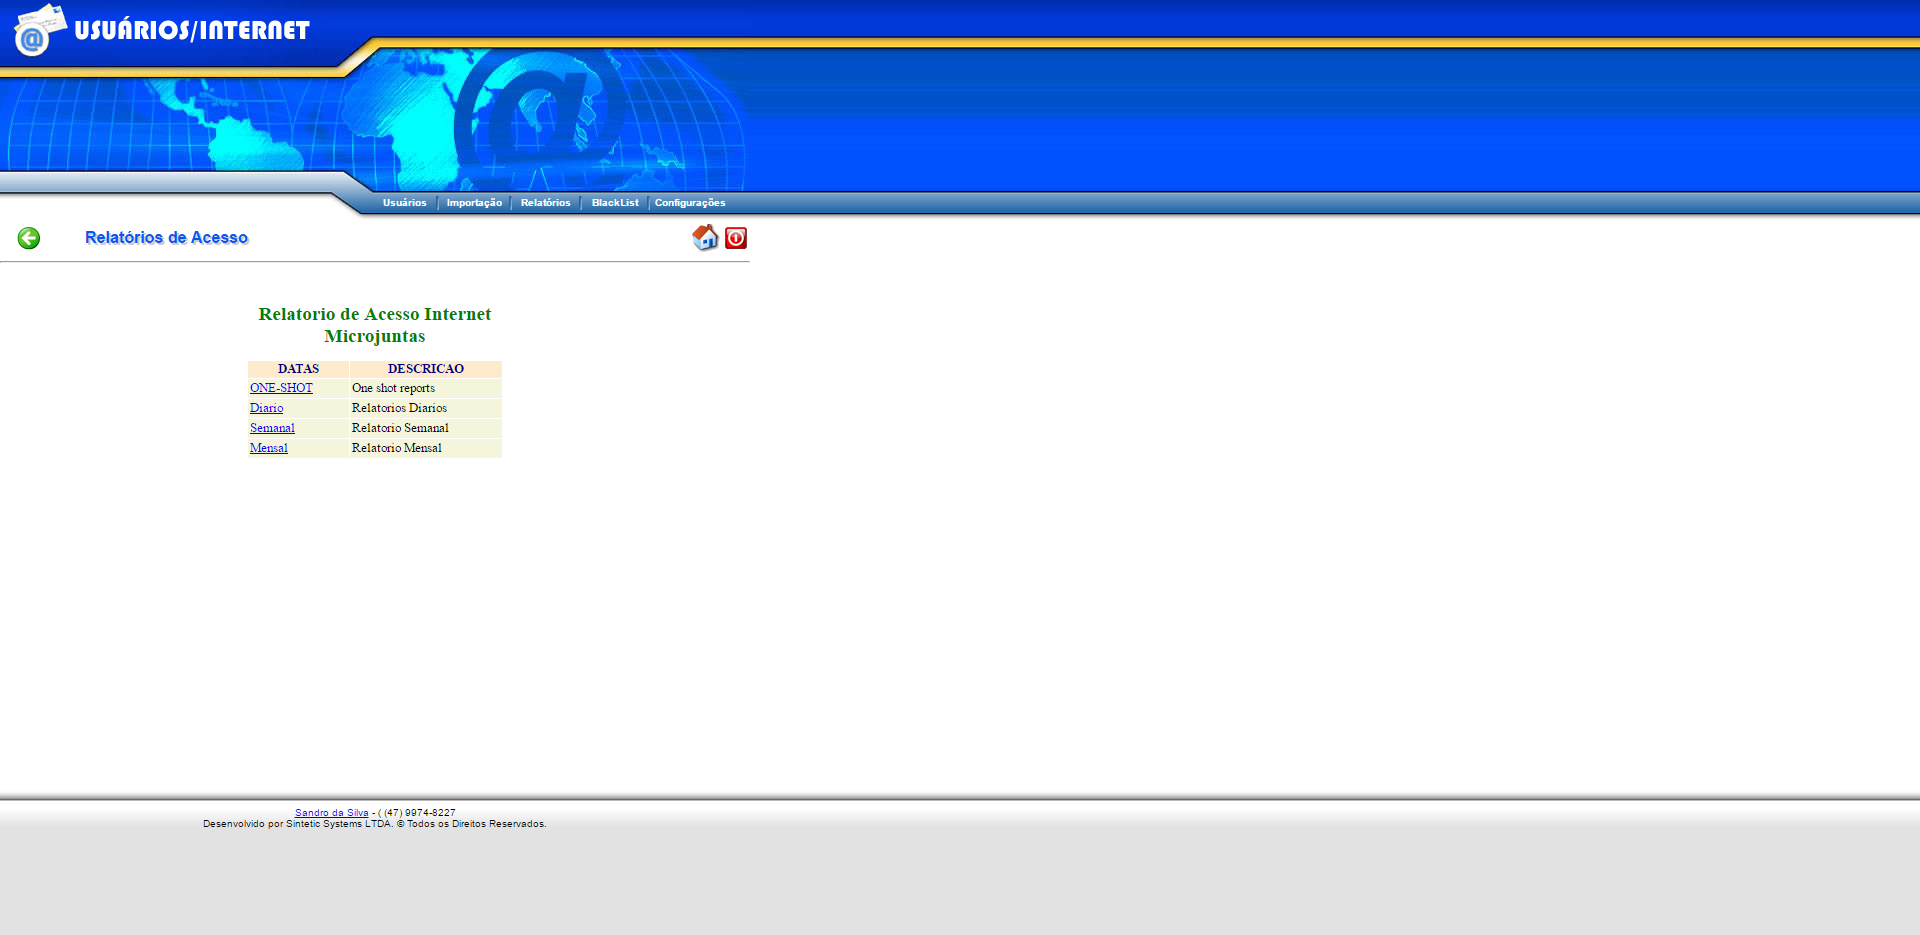 USUÁRIOS/INTERNET
Usuários Importação Relatórios BlackList Configurações
Relatórios de Acesso
Relatorio de Acesso Internet
Microjuntas
DATAS DESCRICAO
ONE-SHOT One shot reports
Diario Relatorios Diarios
Semanal Relatorio Semanal
Mensal Relatorio Mensal
Sandro da Silva - ( (47) 9974-8227
Desenvolvido por Sintetic Systems LTDA. © Todos os Direitos Reservados.